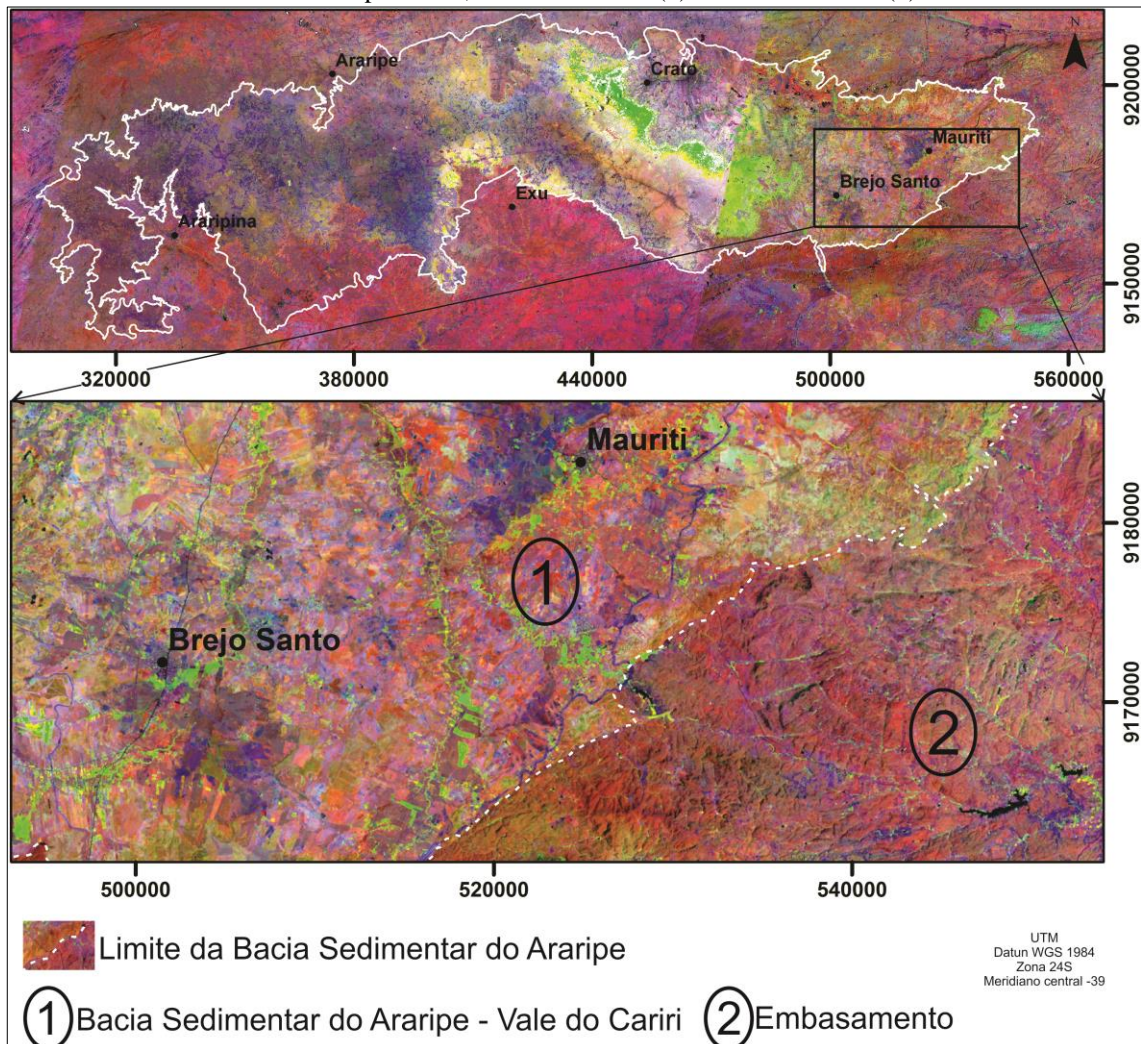 N
Araripe
Crato
9200000
Mauriti
Brejo Santo
Exu
Araripina
9150000
320000 380000 440000 500000 560000
Mauriti
9180000
1
Brejo Santo
9170000
2
500000 520000 540000
Limite da Bacia Sedimentar do Araripe
UTM
Datun WGS 1984
Zona 24S
Meridiano central -39
1 Bacia Sedimentar do Araripe - Vale do Cariri 2 Embasamento